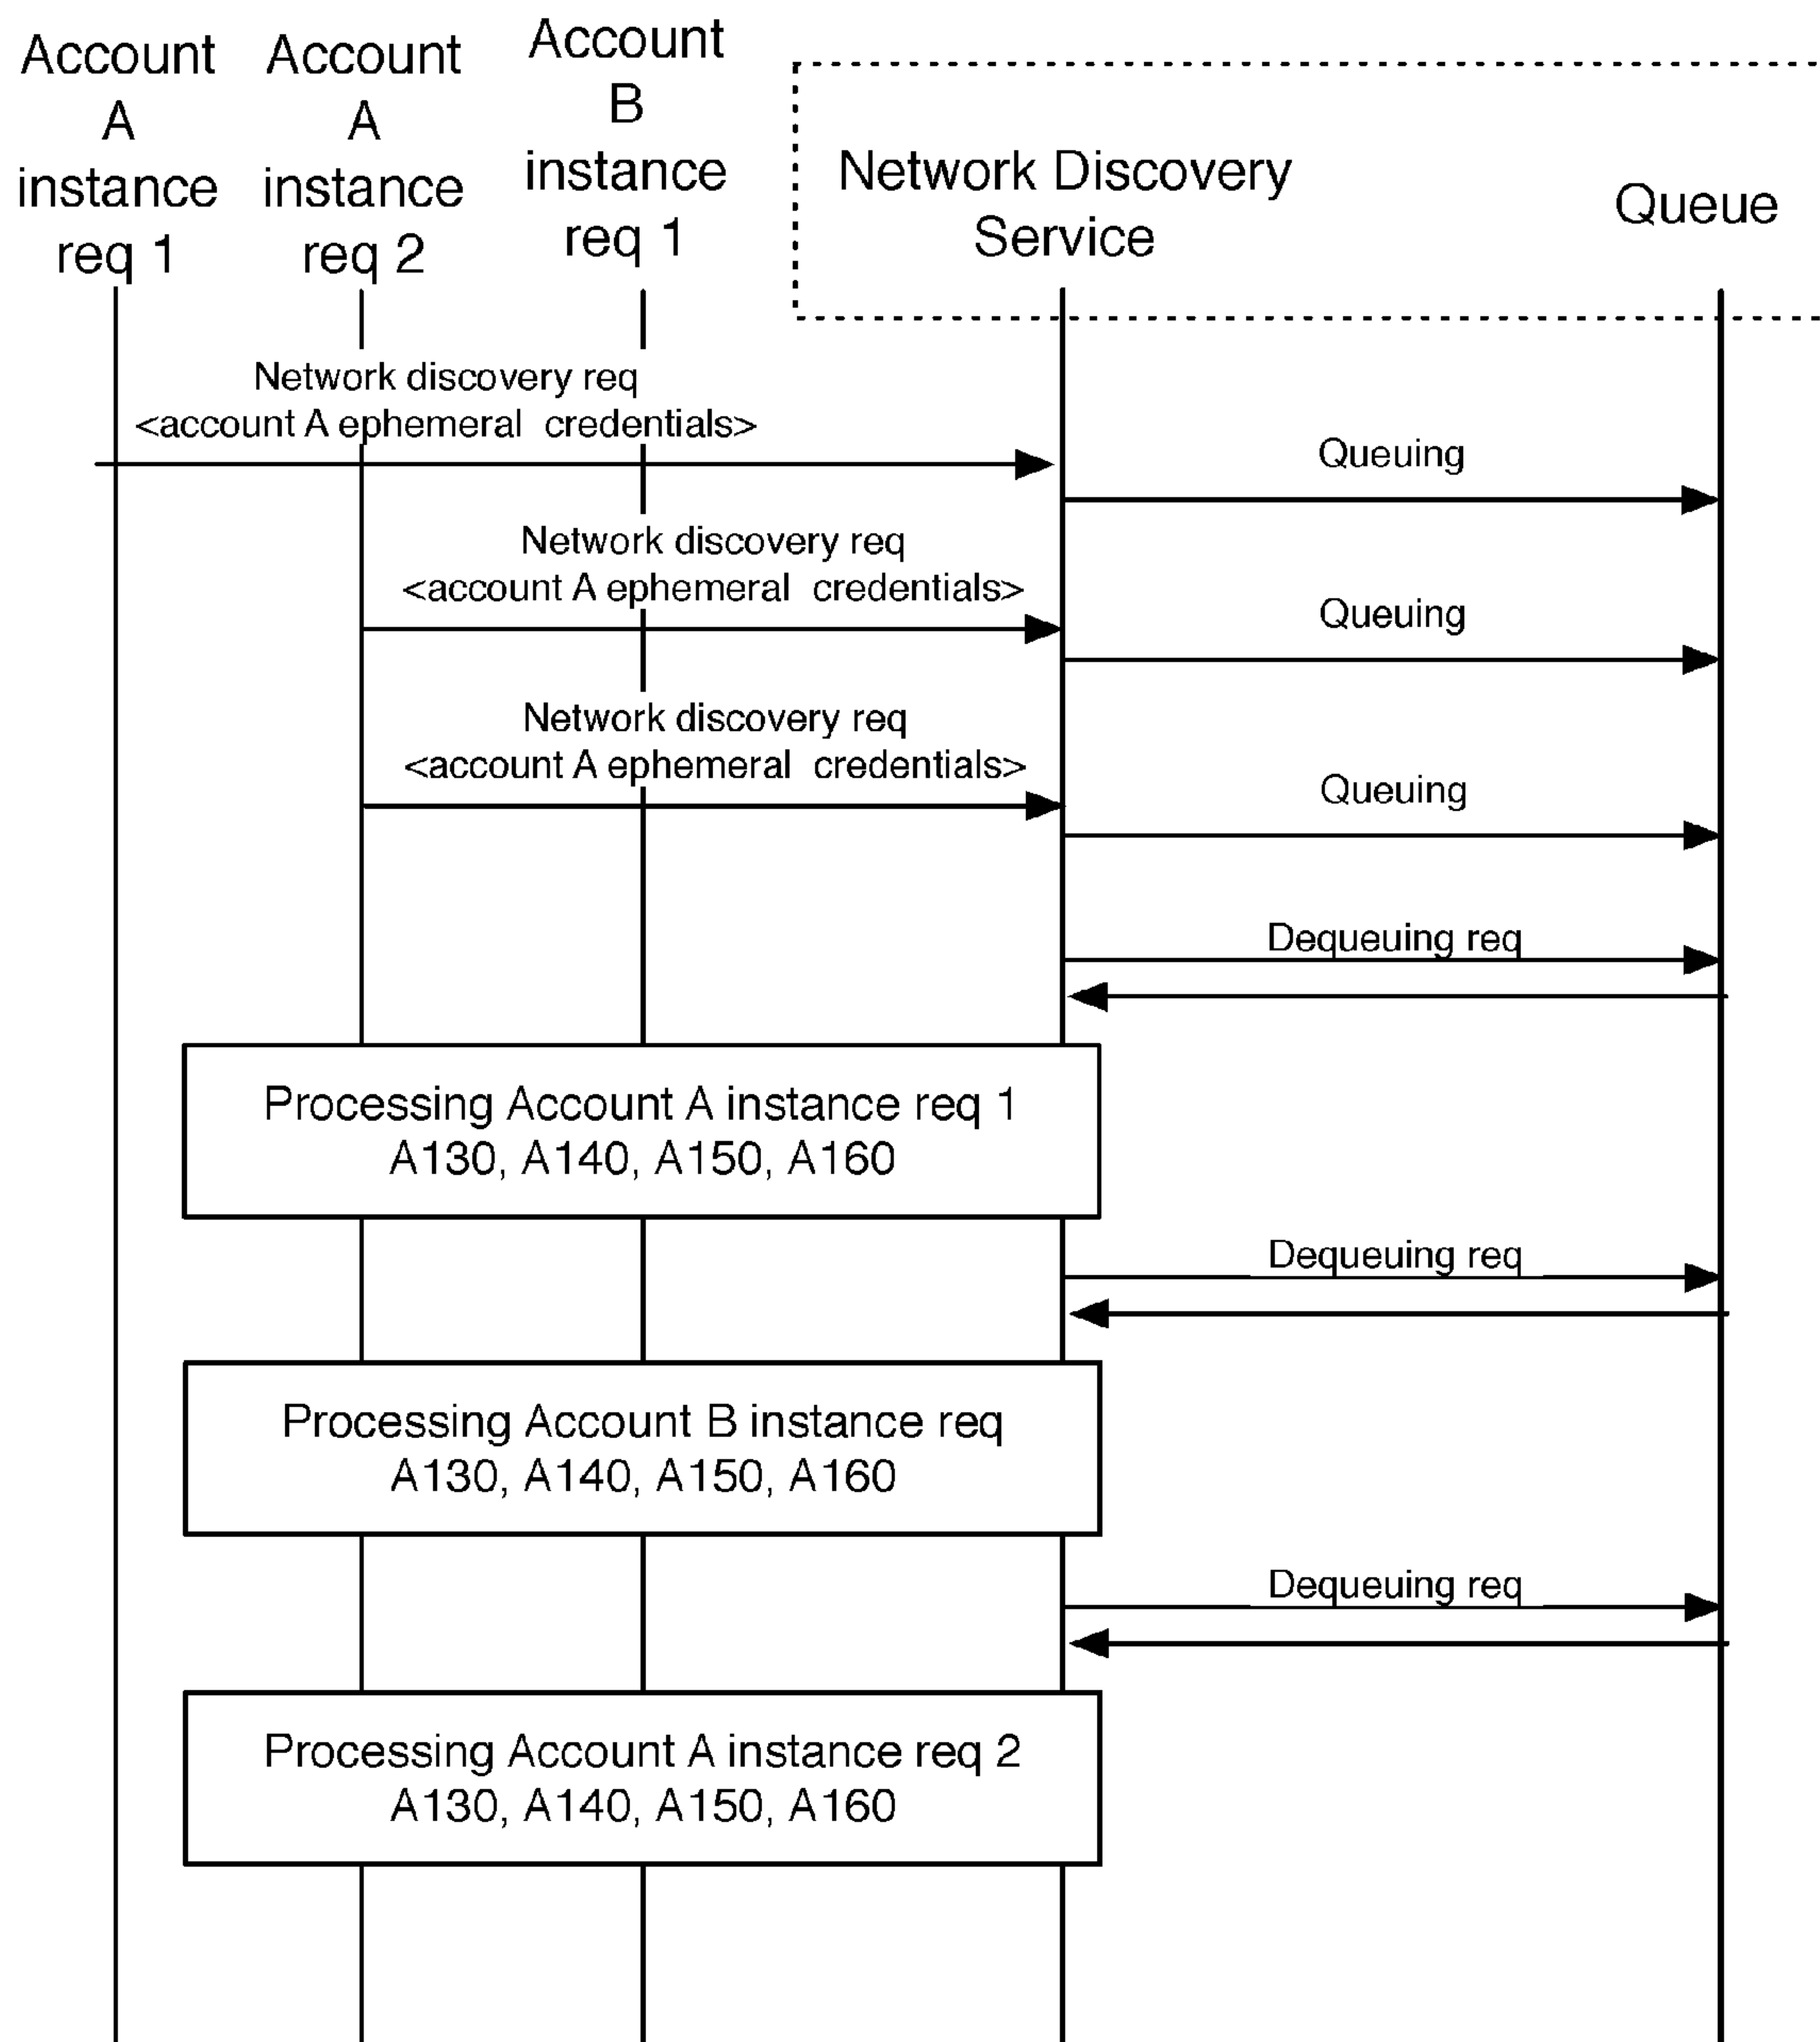 Account
A
instance
req 1
Account
A
instance
req 2
Account
B
instance
req 1
Network Discovery
Service
Queue
Network discovery req
<account A ephemeral credentials>
Queuing
Network discovery req
<account A ephemeral credentials>
Queuing
Network discovery req
<account A ephemeral credentials>
Queuing
Dequeuing req
Processing Account A instance req 1
A130, A140, A150, A160
Dequeuing req
Processing Account B instance req
A130, A140, A150, A160
Dequeuing req
Processing Account A instance req 2
A130, A140, A150, A160